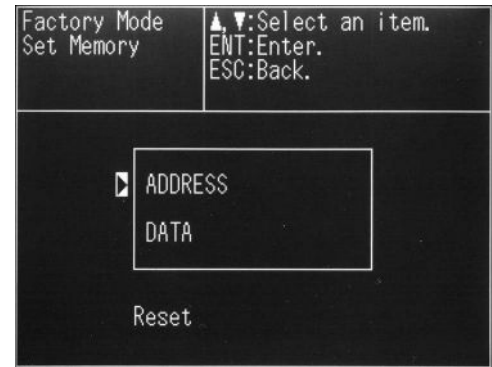 Factory Mode
Set Memory
▲,▼:Select an item.
ENT:Enter.
ESC:Back.
ADDRESS
DATA
Reset